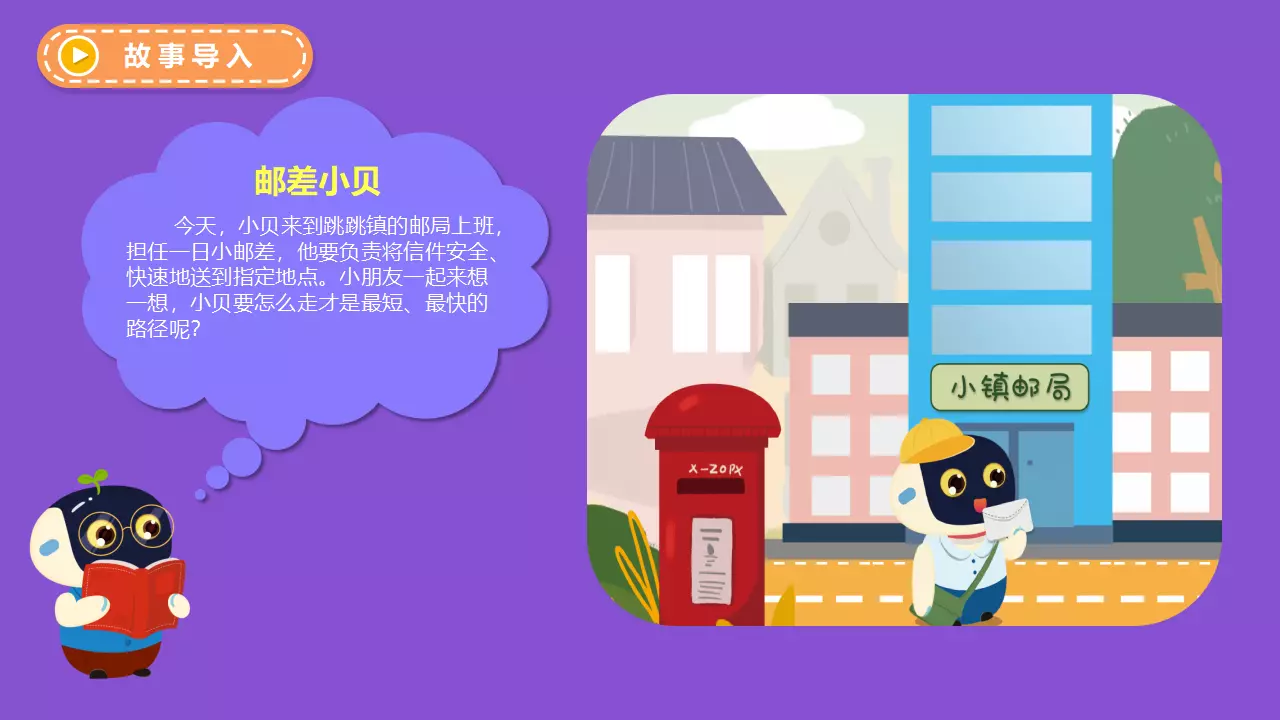 故事导入
邮差小贝
今天，小贝来到跳跳镇的邮局上班，
担任一日小邮差，他要负责将信件安全、
快速地送到指定地点。小朋友一起来想
一想，小贝要怎么走才是最短、最快的
路径呢？
小镇邮局
X-ZOPX